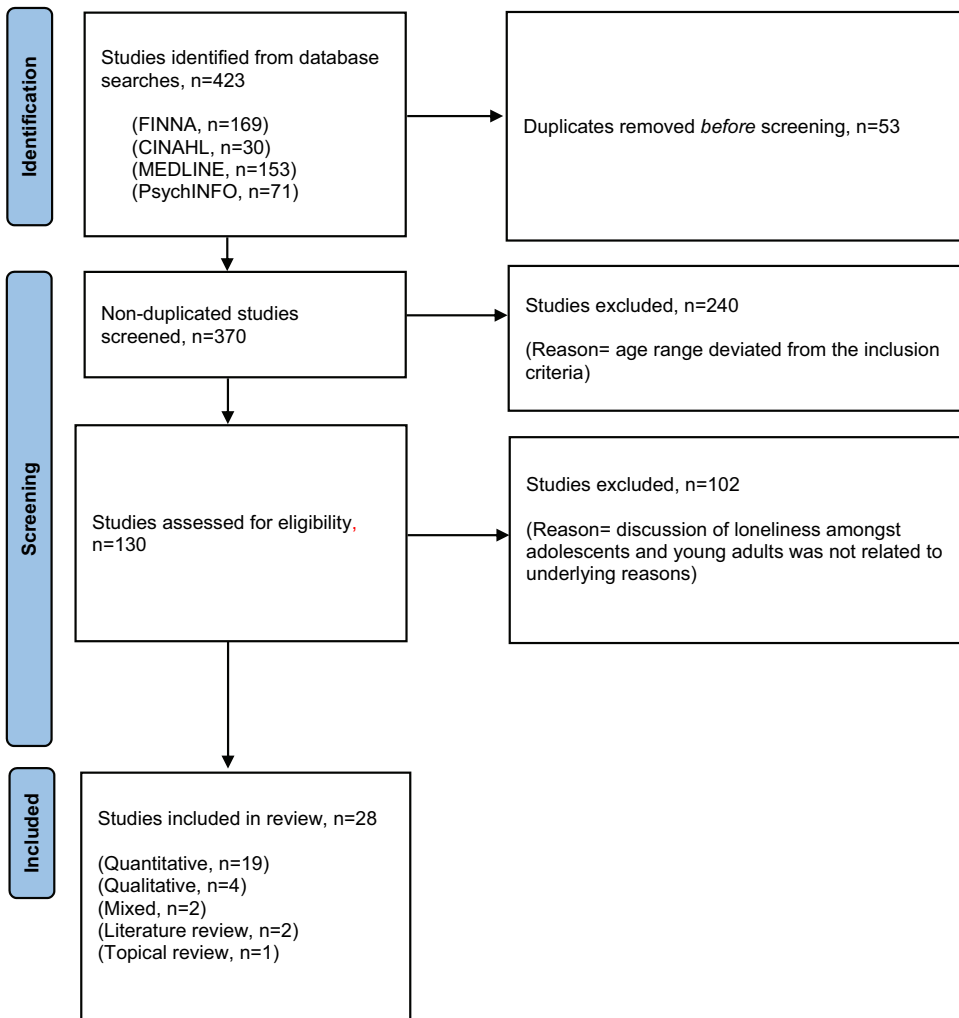 Identification
Studies identified from database
searches, n=423
(FINNA, n=169)
(CINAHL, n=30)
(MEDLINE, n=153)
(PsychINFO, n=71)
Duplicates removed before screening, n=53
Screening
Non-duplicated studies
screened, n=370
Studies excluded, n=240
(Reason= age range deviated from the inclusion
criteria)
Studies assessed for eligibility,
n=130
Studies excluded, n=102
(Reason= discussion of loneliness amongst
adolescents and young adults was not related to
underlying reasons)
Included
Studies included in review, n=28
(Quantitative, n=19)
(Qualitative, n=4)
(Mixed, n=2)
(Literature review, n=2)
(Topical review, n=1)